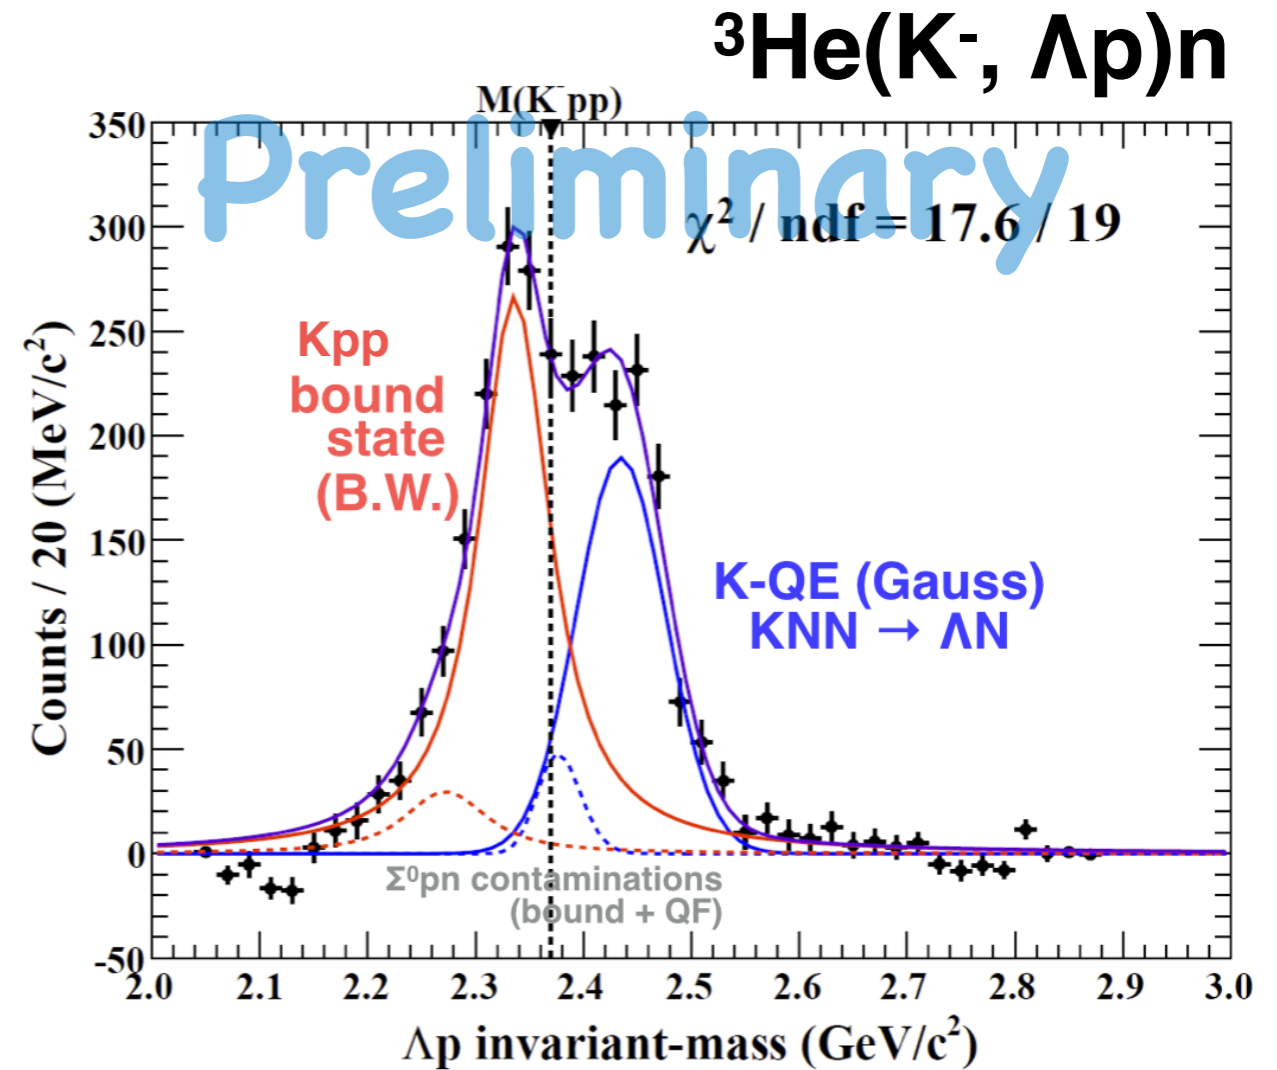 ³He(K⁻, Λp)n
M(K⁻pp)
Preliminary
χ² / ndf = 17.6 / 19
350
300
250
200
150
100
50
0
-50
Counts / 20 (MeV/c²)
Kpp
bound
state
(B.W.)
K-QE (Gauss)
KNN → ΛN
Σ⁰pn contaminations
(bound + QF)
2.0 2.1 2.2 2.3 2.4 2.5 2.6 2.7 2.8 2.9 3.0
Λp invariant-mass (GeV/c²)